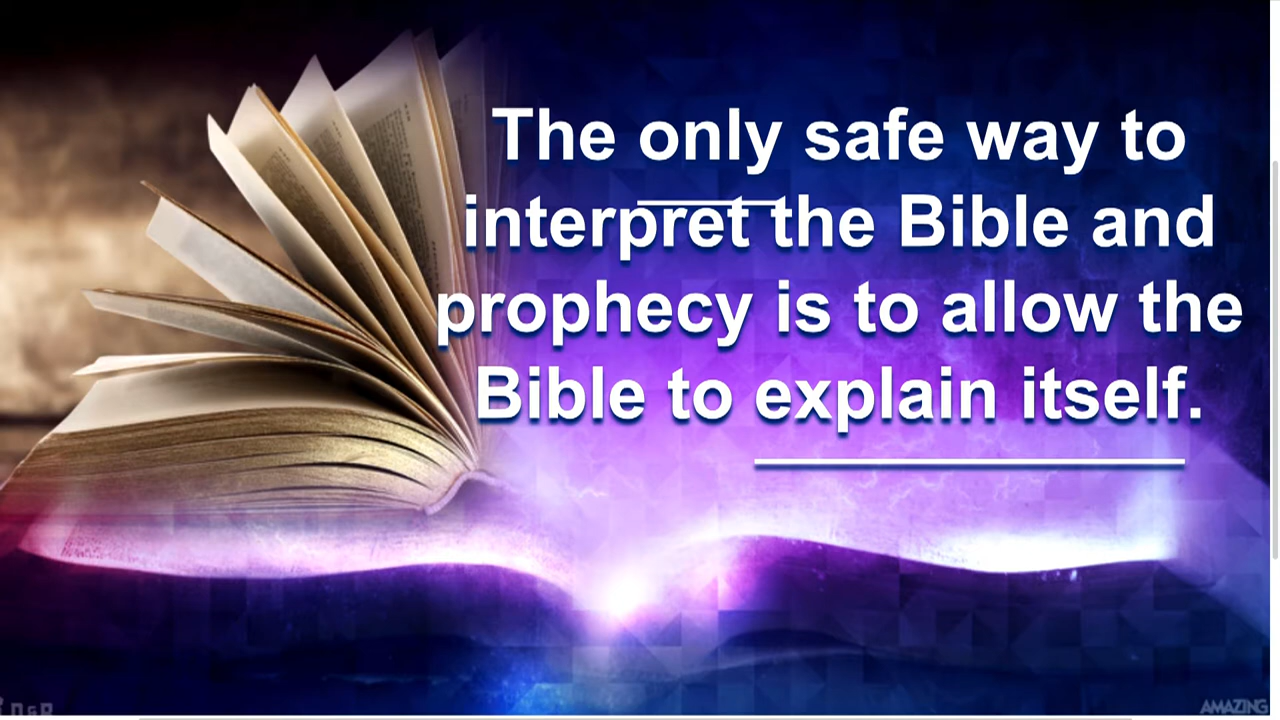 The only safe way to
interpret the Bible and
prophecy is to allow the
Bible to explain itself.
AMAZING